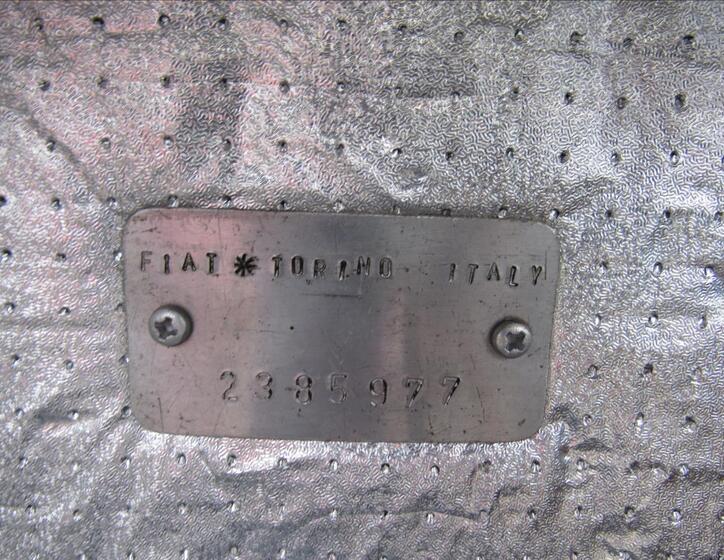 FIAT * TORINO ITALY
2385977